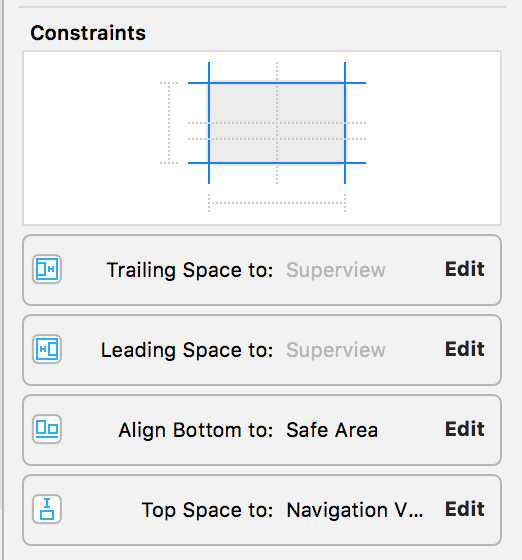 Constraints
Trailing Space to: Superview Edit
Leading Space to: Superview Edit
Align Bottom to: Safe Area Edit
Top Space to: Navigation V... Edit